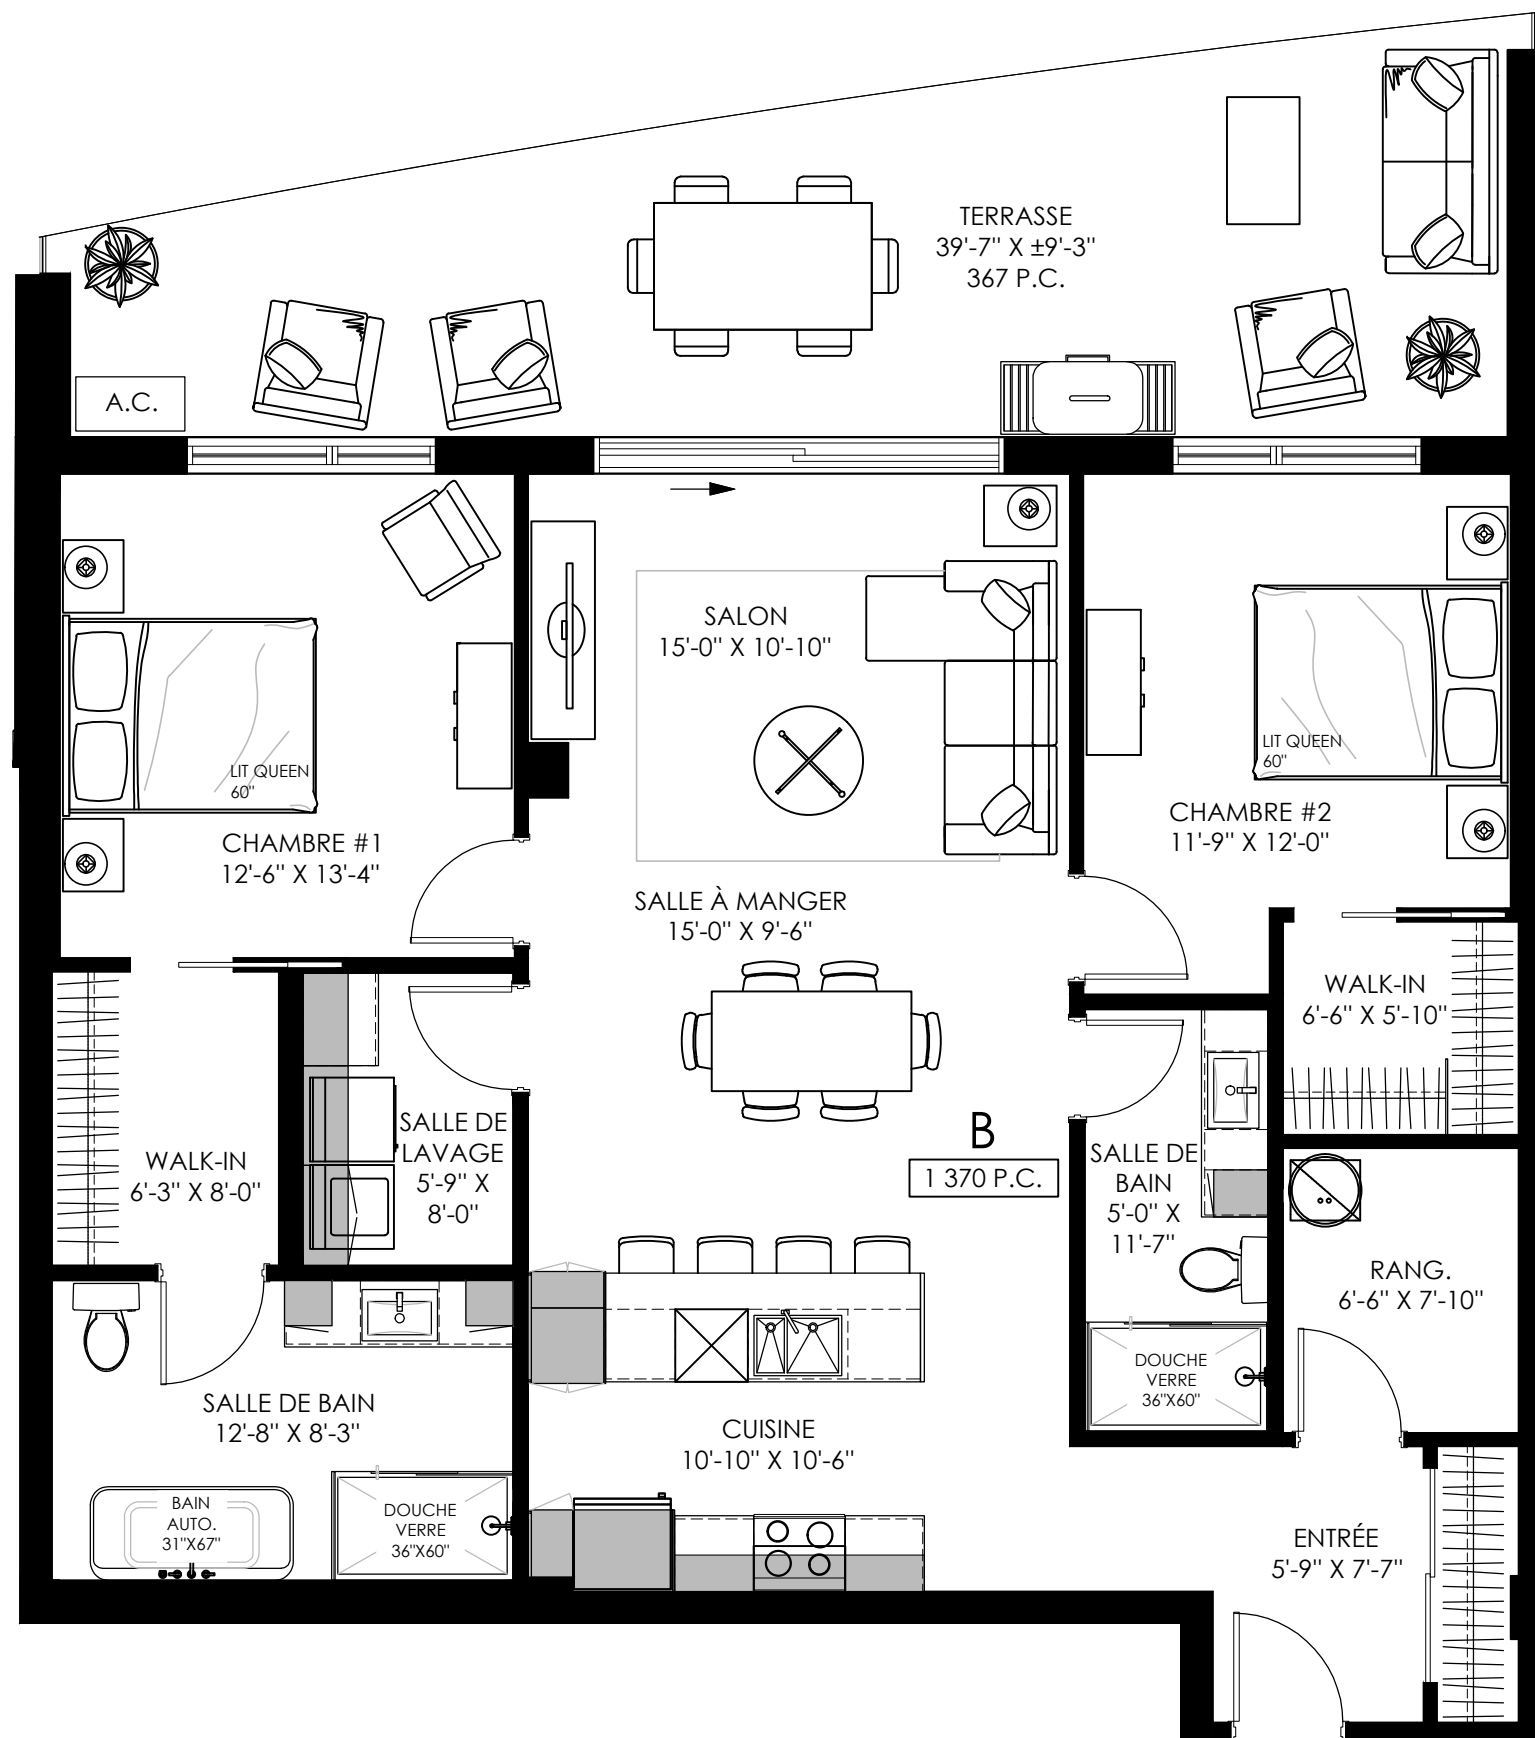 TERRASSE
39'-7" X ±9'-3"
367 P.C.
A.C.
SALON
15'-0" X 10'-10"
LIT QUEEN
60"
LIT QUEEN
60"
CHAMBRE #1
12'-6" X 13'-4"
CHAMBRE #2
11'-9" X 12'-0"
SALLE À MANGER
15'-0" X 9'-6"
WALK-IN
6'-6" X 5'-10"
SALLE DE
LAVAGE
5'-9" X
8'-0"
B
1 370 P.C.
WALK-IN
6'-3" X 8'-0"
SALLE DE
BAIN
5'-0" X
11'-7"
RANG.
6'-6" X 7'-10"
DOUCHE
VERRE
36"X60"
SALLE DE BAIN
12'-8" X 8'-3"
CUISINE
10'-10" X 10'-6"
BAIN
AUTO.
31"X67"
DOUCHE
VERRE
36"X60"
ENTRÉE
5'-9" X 7'-7"